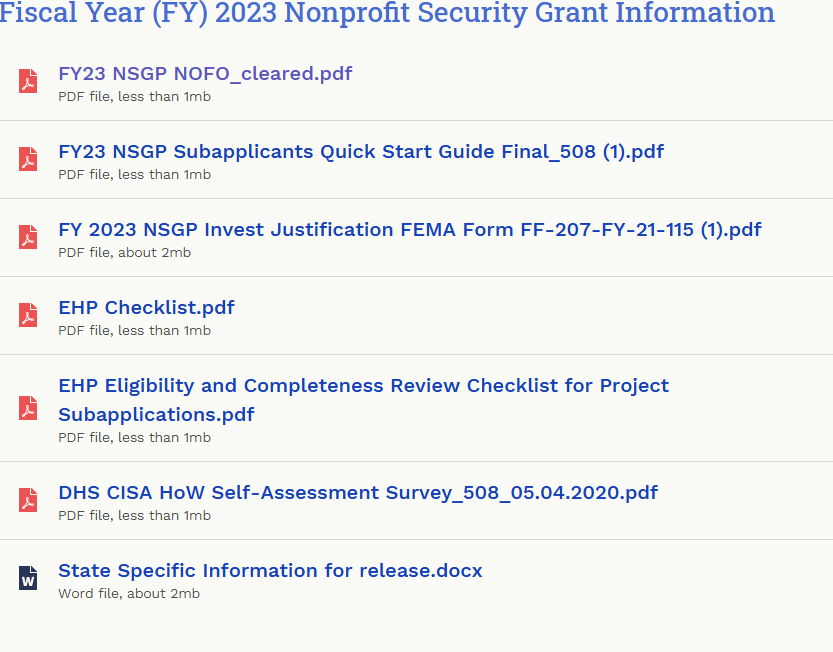 Fiscal Year (FY) 2023 Nonprofit Security Grant Information
FY23 NSGP NOFO_cleared.pdf
PDF file, less than 1mb
FY23 NSGP Subapplicants Quick Start Guide Final_508 (1).pdf
PDF file, less than 1mb
FY 2023 NSGP Invest Justification FEMA Form FF-207-FY-21-115 (1).pdf
PDF file, about 2mb
EHP Checklist.pdf
PDF file, less than 1mb
EHP Eligibility and Completeness Review Checklist for Project
Subapplications.pdf
PDF file, less than 1mb
DHS CISA HoW Self-Assessment Survey_508_05.04.2020.pdf
PDF file, less than 1mb
W
State Specific Information for release.docx
Word file, about 2mb